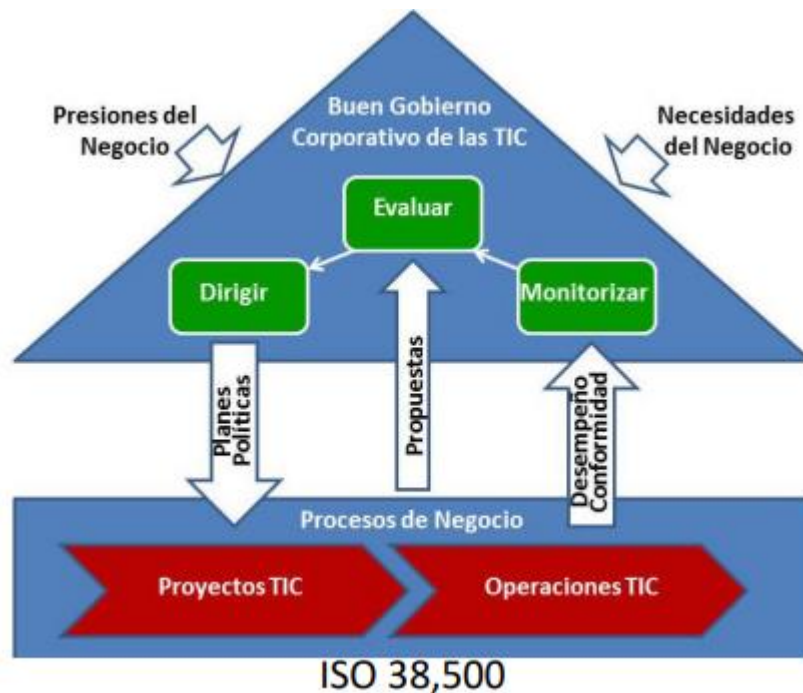 Presiones del
Negocio
Buen Gobierno
Corporativo de las TIC
Necesidades
del Negocio
Evaluar
Dirigir
Monitorizar
Planes
Políticas
Propuestas
Desempeño
Conformidad
Procesos de Negocio
Proyectos TIC
Operaciones TIC
ISO 38,500